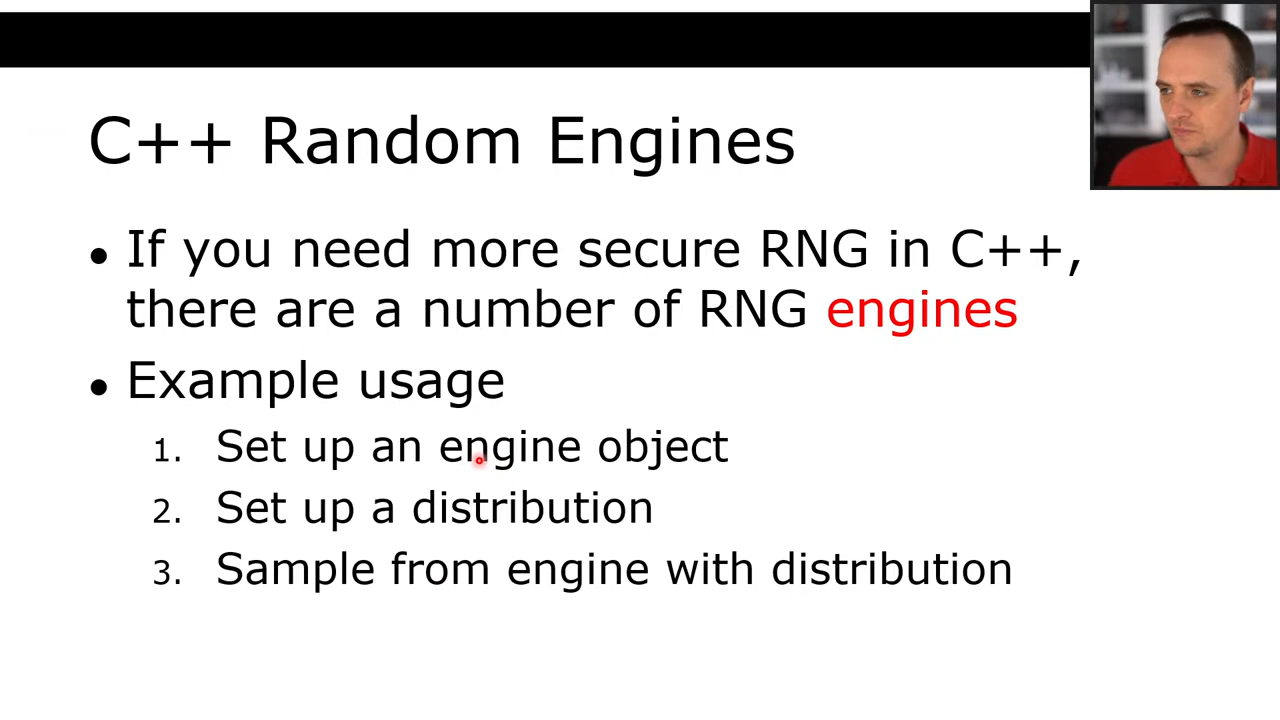 C++ Random Engines
• If you need more secure RNG in C++,
there are a number of RNG engines
• Example usage
1. Set up an engine object
2. Set up a distribution
3. Sample from engine with distribution